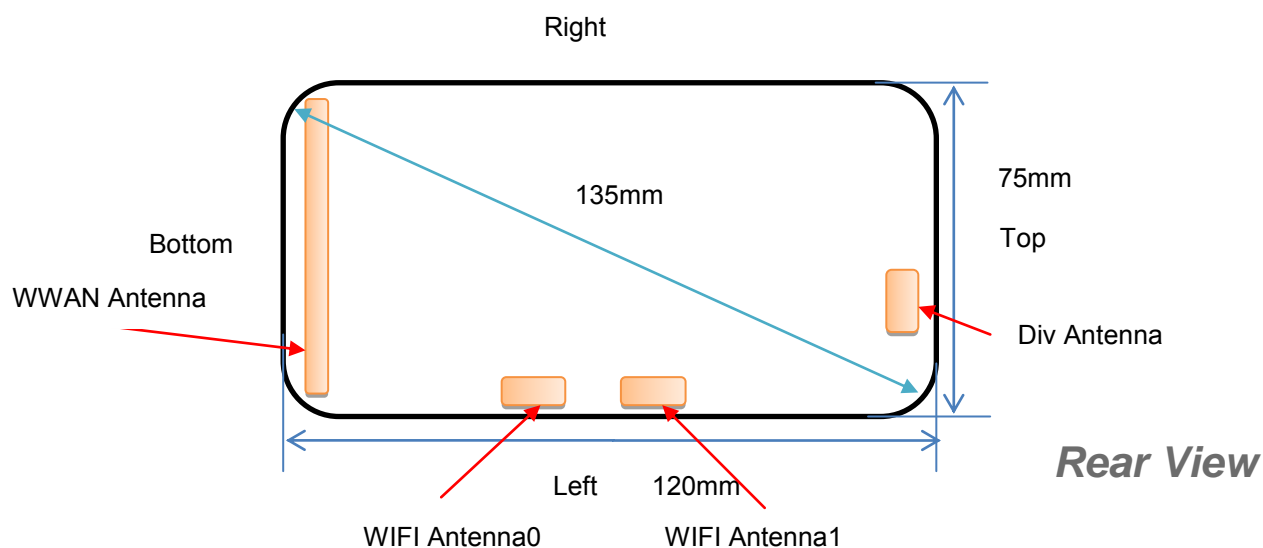 Right
135mm
75mm
Bottom
Top
WWAN Antenna
Div Antenna
Rear View
Left 120mm
WIFI Antenna0 WIFI Antenna1